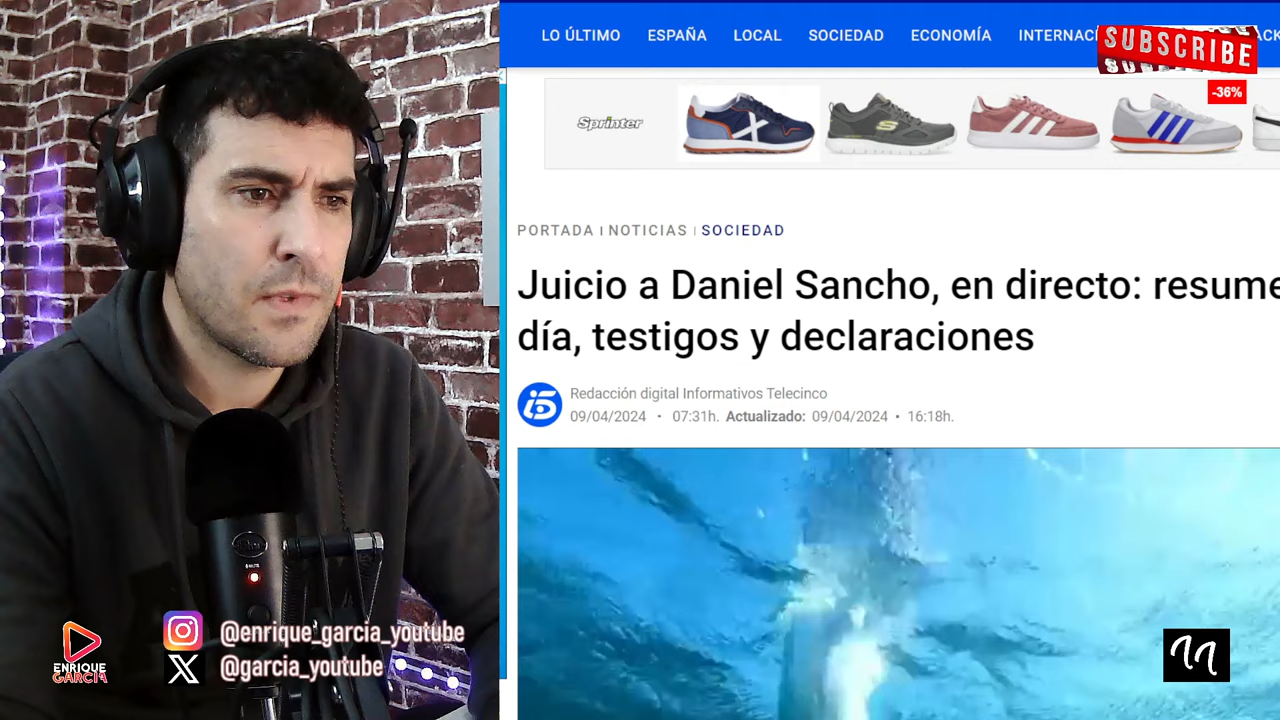 LO ÚLTIMO ESPAÑA LOCAL SOCIEDAD ECONOMÍA INTERNAC
SUBSCRIBE
-36%
Sprinter
PORTADA | NOTICIAS | SOCIEDAD
Juicio a Daniel Sancho, en directo: resume
día, testigos y declaraciones
Redacción digital Informativos Telecinco
09/04/2024 · 07:31h. Actualizado: 09/04/2024 • 16:18h.
@enrique_garcia_youtube
@garcia_youtube
ENRIQUE
GARCIA